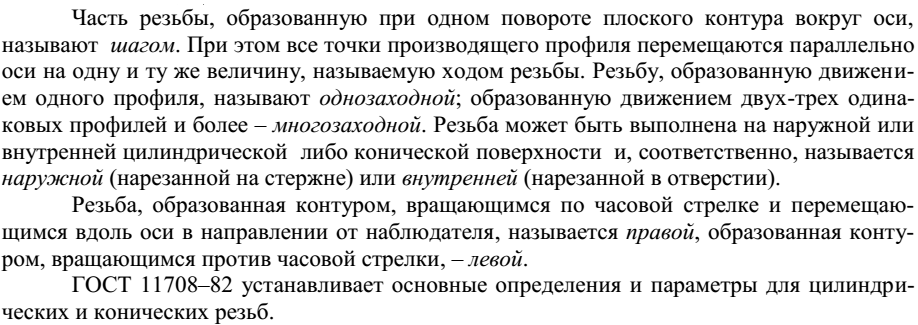 Часть резьбы, образованную при одном повороте плоского контура вокруг оси,
называют шагом. При этом все точки производящего профиля перемещаются параллельно
оси на одну и ту же величину, называемую ходом резьбы. Резьбу, образованную движени-
ем одного профиля, называют однозаходной; образованную движением двух-трех одина-
ковых профилей и более – многозаходной. Резьба может быть выполнена на наружной или
внутренней цилиндрической либо конической поверхности и, соответственно, называется
наружной (нарезанной на стержне) или внутренней (нарезанной в отверстии).
Резьба, образованная контуром, вращающимся по часовой стрелке и перемещаю-
щимся вдоль оси в направлении от наблюдателя, называется правой, образованная конту-
ром, вращающимся против часовой стрелки, – левой.
ГОСТ 11708–82 устанавливает основные определения и параметры для цилиндри-
ческих и конических резьб.